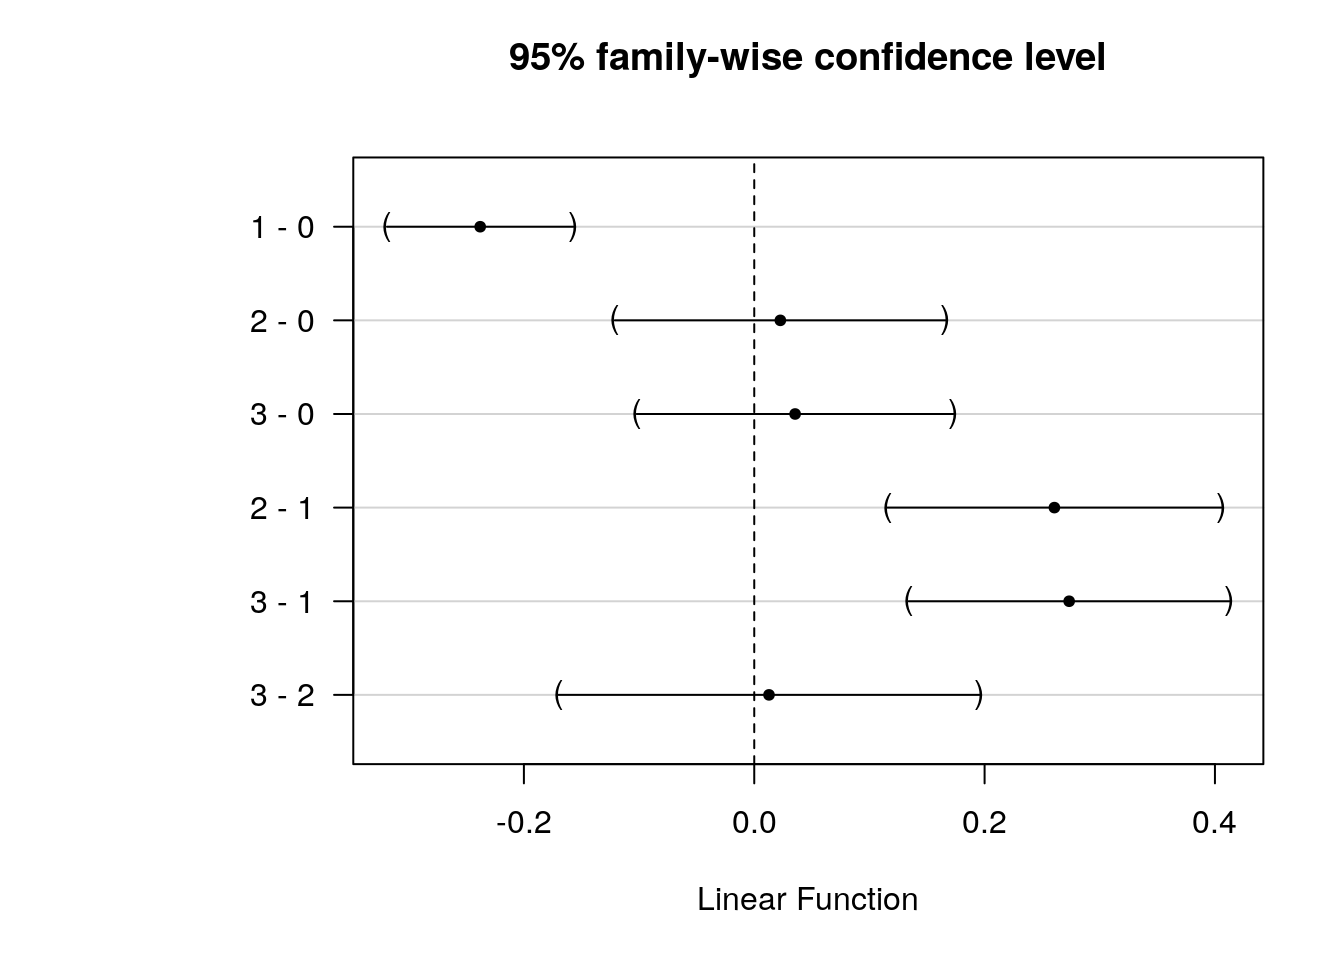 95% family-wise confidence level
1 - 0
2 - 0
3 - 0
2 - 1
3 - 1
3 - 2
-0.2 0.0 0.2 0.4
Linear Function